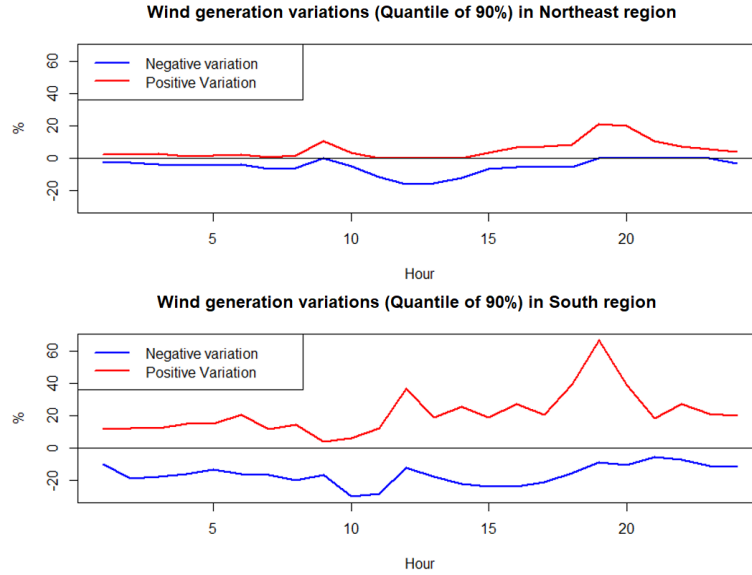 Wind generation variations (Quantile of 90%) in Northeast region
Negative variation
Positive Variation
60
40
20
0
-20
%
5
10
15
20
Hour
Wind generation variations (Quantile of 90%) in South region
Negative variation
Positive Variation
60
40
20
0
-20
%
5
10
15
20
Hour